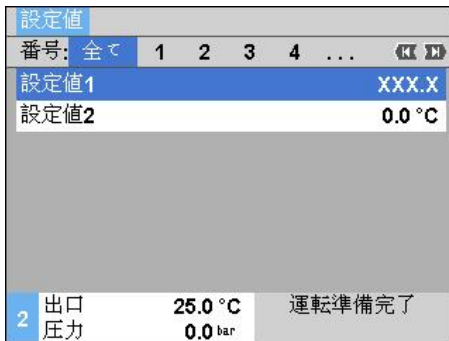 設定値
番号: 全て 1 2 3 4 ...
設定値1 XXX.X
設定値2 0.0 °C
2 出口 25.0 °C 運転準備完了
圧力 0.0 bar